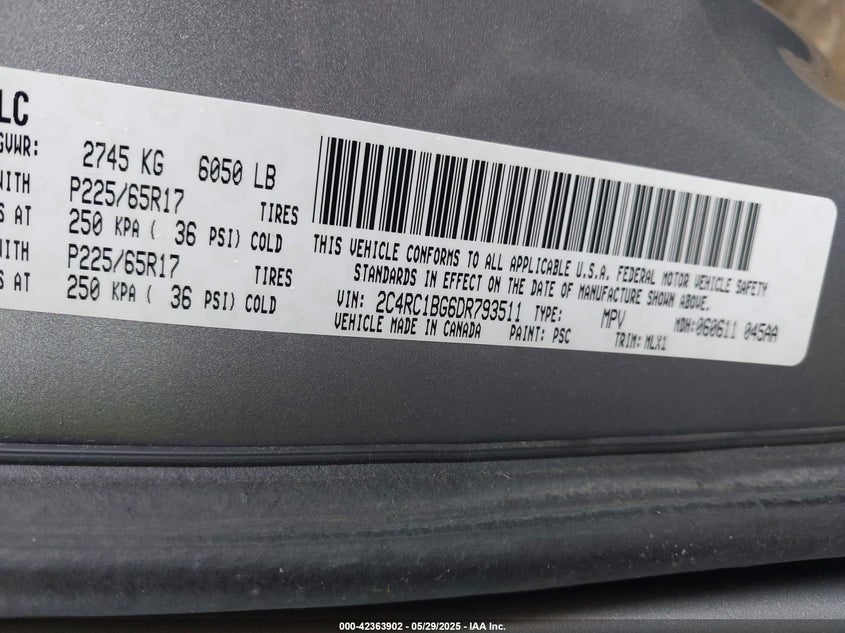 LC
GVWR: 2745 KG 6050 LB
WITH P225/65R17 TIRES
S AT 250 KPA ( 36 PSI) COLD
WITH P225/65R17 TIRES
S AT 250 KPA ( 36 PSI) COLD
THIS VEHICLE CONFORMS TO ALL APPLICABLE U.S.A. FEDERAL MOTOR VEHICLE SAFETY
STANDARDS IN EFFECT ON THE DATE OF MANUFACTURE SHOWN ABOVE.
VIN: 2C4RC1BG6DR793511 TYPE: MPV MDH:060611 045AA
VEHICLE MADE IN CANADA PAINT: PSC TRIM: MLX1
000-42363902 - 05/29/2025 - IAA Inc.